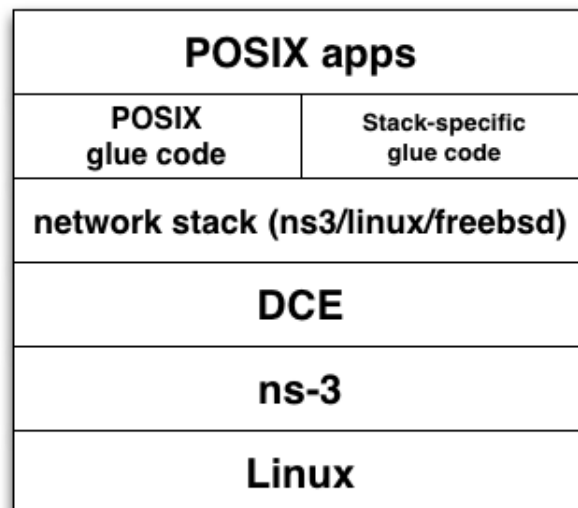 POSIX apps
POSIX
glue code
Stack-specific
glue code
network stack (ns3/linux/freebsd)
DCE
ns-3
Linux